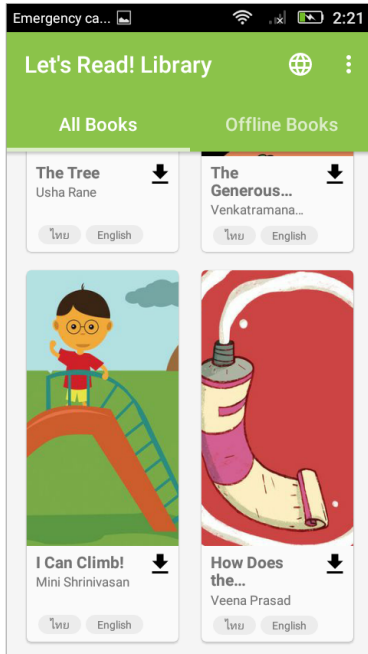 Emergency ca... 2:21
Let's Read! Library
All Books Offline Books
The Tree
Usha Rane
ไทย English
The
Generous...
Venkatramana...
ไทย English
I Can Climb!
Mini Shrinivasan
ไทย English
How Does
the...
Veena Prasad
ไทย English